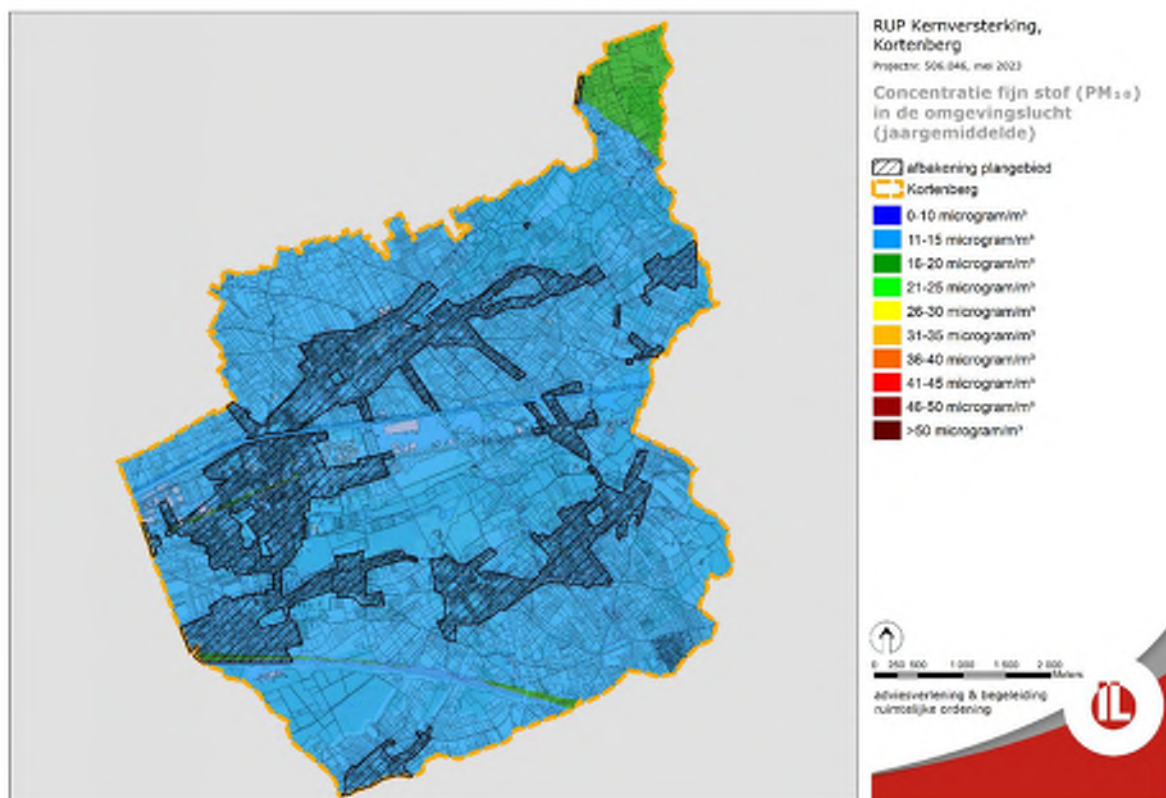 RUP Kernversterking,
Kortenberg
Projectnr. 506.046, mei 2023
Concentratie fijn stof (PM₁₀)
in de omgevingslucht
(jaargemiddelde)
afbakening plangebied
Kortenberg
0-10 microgram/m³
11-15 microgram/m³
16-20 microgram/m³
21-25 microgram/m³
26-30 microgram/m³
31-35 microgram/m³
36-40 microgram/m³
41-45 microgram/m³
46-50 microgram/m³
>50 microgram/m³
0 250 500 1 000 1 500 2 000
Meters
adviesverlening & begeleiding
ruimtelijke ordening
IL